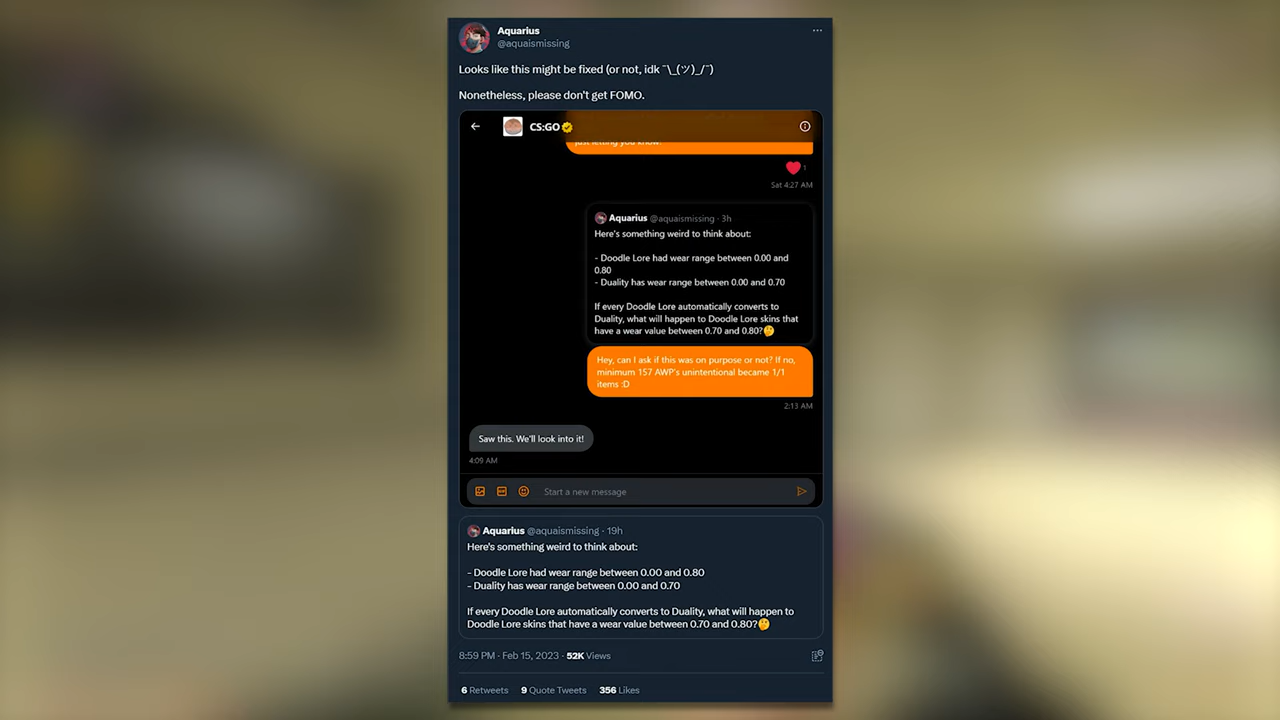 Aquarius
@aquaismissing
Looks like this might be fixed (or not, idk ¯\_(ツ)_/¯)
Nonetheless, please don't get FOMO.
CS:GO
just letting you know!
1
Sat 4:27 AM
Aquarius @aquaismissing · 3h
Here's something weird to think about:
- Doodle Lore had wear range between 0.00 and
0.80
- Duality has wear range between 0.00 and 0.70
If every Doodle Lore automatically converts to
Duality, what will happen to Doodle Lore skins that
have a wear value between 0.70 and 0.80?🤔
Hey, can I ask if this was on purpose or not? If no,
minimum 157 AWP's unintentional became 1/1
items :D
2:13 AM
Saw this. We'll look into it!
4:09 AM
GIF
Start a new message
Aquarius @aquaismissing · 19h
Here's something weird to think about:
- Doodle Lore had wear range between 0.00 and 0.80
- Duality has wear range between 0.00 and 0.70
If every Doodle Lore automatically converts to Duality, what will happen to
Doodle Lore skins that have a wear value between 0.70 and 0.80?🤔
8:59 PM · Feb 15, 2023 · 52K Views
6 Retweets 9 Quote Tweets 356 Likes